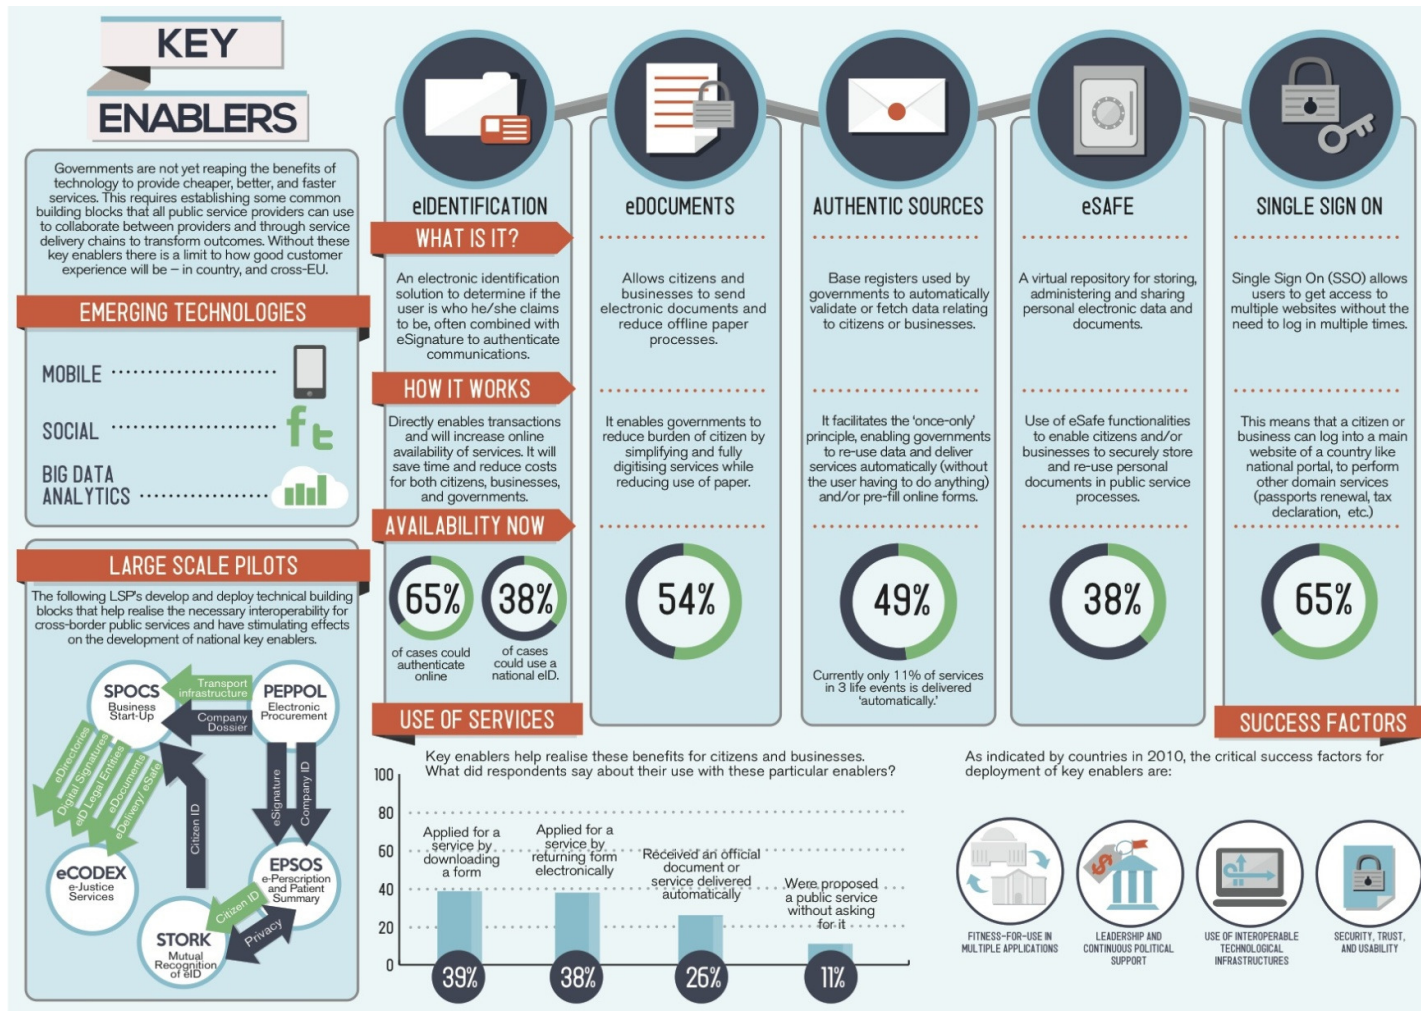 KEY
ENABLERS
Governments are not yet reaping the benefits of
technology to provide cheaper, better, and faster
services. This requires establishing some common
building blocks that all public service providers can use
to collaborate between providers and through service
delivery chains to transform outcomes. Without these
key enablers there is a limit to how good customer
experience will be – in country, and cross-EU.
EMERGING TECHNOLOGIES
MOBILE
SOCIAL
BIG DATA
ANALYTICS
LARGE SCALE PILOTS
The following LSP's develop and deploy technical building
blocks that help realise the necessary interoperability for
cross-border public services and have stimulating effects
on the development of national key enablers.
SPOCS
Business
Start-Up
Transport
infrastructure
Company
Dossier
PEPPOL
Electronic
Procurement
eDirectories
Digital Signatures
eID Legal Entities
eDocuments
eDelivery/ eSafe
Citizen ID
eSignature
Company ID
eCODEX
e-Justice
Services
EPSOS
e-Perscription
and Patient
Summary
Citizen ID
Privacy
STORK
Mutual
Recognition
of eID
eIDENTIFICATION
WHAT IS IT?
An electronic identification
solution to determine if the
user is who he/she claims
to be, often combined with
eSignature to authenticate
communications.
HOW IT WORKS
Directly enables transactions
and will increase online
availability of services. It will
save time and reduce costs
for both citizens, businesses,
and governments.
AVAILABILITY NOW
65%
of cases could
authenticate
online
38%
of cases
could use a
national eID.
eDOCUMENTS
Allows citizens and
businesses to send
electronic documents and
reduce offline paper
processes.
It enables governments to
reduce burden of citizen by
simplifying and fully
digitising services while
reducing use of paper.
54%
AUTHENTIC SOURCES
Base registers used by
governments to automatically
validate or fetch data relating
to citizens or businesses.
It facilitates the 'once-only'
principle, enabling governments
to re-use data and deliver
services automatically (without
the user having to do anything)
and/or pre-fill online forms.
49%
Currently only 11% of services
in 3 life events is delivered
'automatically.'
eSAFE
A virtual repository for storing,
administering and sharing
personal electronic data and
documents.
Use of eSafe functionalities
to enable citizens and/or
businesses to securely store
and re-use personal
documents in public service
processes.
38%
SINGLE SIGN ON
Single Sign On (SSO) allows
users to get access to
multiple websites without the
need to log in multiple times.
This means that a citizen or
business can log into a main
website of a country like
national portal, to perform
other domain services
(passports renewal, tax
declaration, etc.)
65%
USE OF SERVICES
Key enablers help realise these benefits for citizens and businesses.
What did respondents say about their use with these particular enablers?
100
80
60
40
20
0
Applied for a
service by
downloading
a form
39%
Applied for a
service by
returning form
electronically
38%
Received an official
document or
service delivered
automatically
26%
Were proposed
a public service
without asking
for it
11%
SUCCESS FACTORS
As indicated by countries in 2010, the critical success factors for
deployment of key enablers are:
FITNESS-FOR-USE IN
MULTIPLE APPLICATIONS
LEADERSHIP AND
CONTINUOUS POLITICAL
SUPPORT
USE OF INTEROPERABLE
TECHNOLOGICAL
INFRASTRUCTURES
SECURITY, TRUST,
AND USABILITY